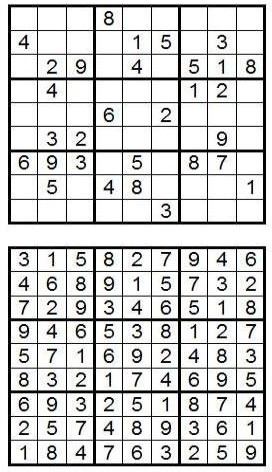 8
4 1 5 3
2 9 4 5 1 8
4 1 2
6 2
3 2 9
6 9 3 5 8 7
5 4 8 1
3
3 1 5 8 2 7 9 4 6
4 6 8 9 1 5 7 3 2
7 2 9 3 4 6 5 1 8
9 4 6 5 3 8 1 2 7
5 7 1 6 9 2 4 8 3
8 3 2 1 7 4 6 9 5
6 9 3 2 5 1 8 7 4
2 5 7 4 8 9 3 6 1
1 8 4 7 6 3 2 5 9